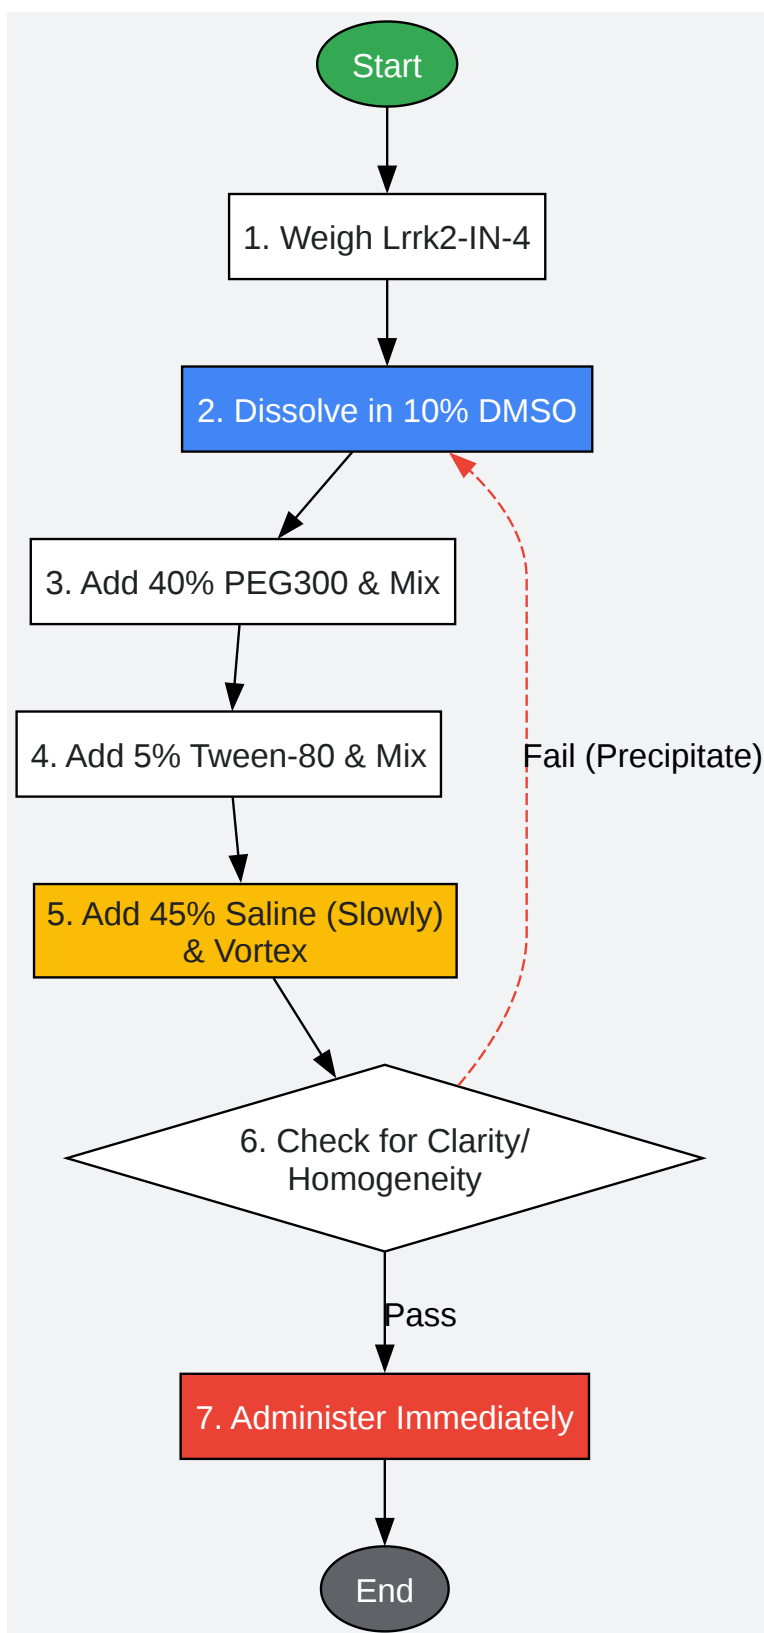 Start
1. Weigh Lrrk2-IN-4
2. Dissolve in 10% DMSO
3. Add 40% PEG300 & Mix
4. Add 5% Tween-80 & Mix
Fail (Precipitate)
5. Add 45% Saline (Slowly)
& Vortex
6. Check for Clarity/
Homogeneity
Pass
7. Administer Immediately
End